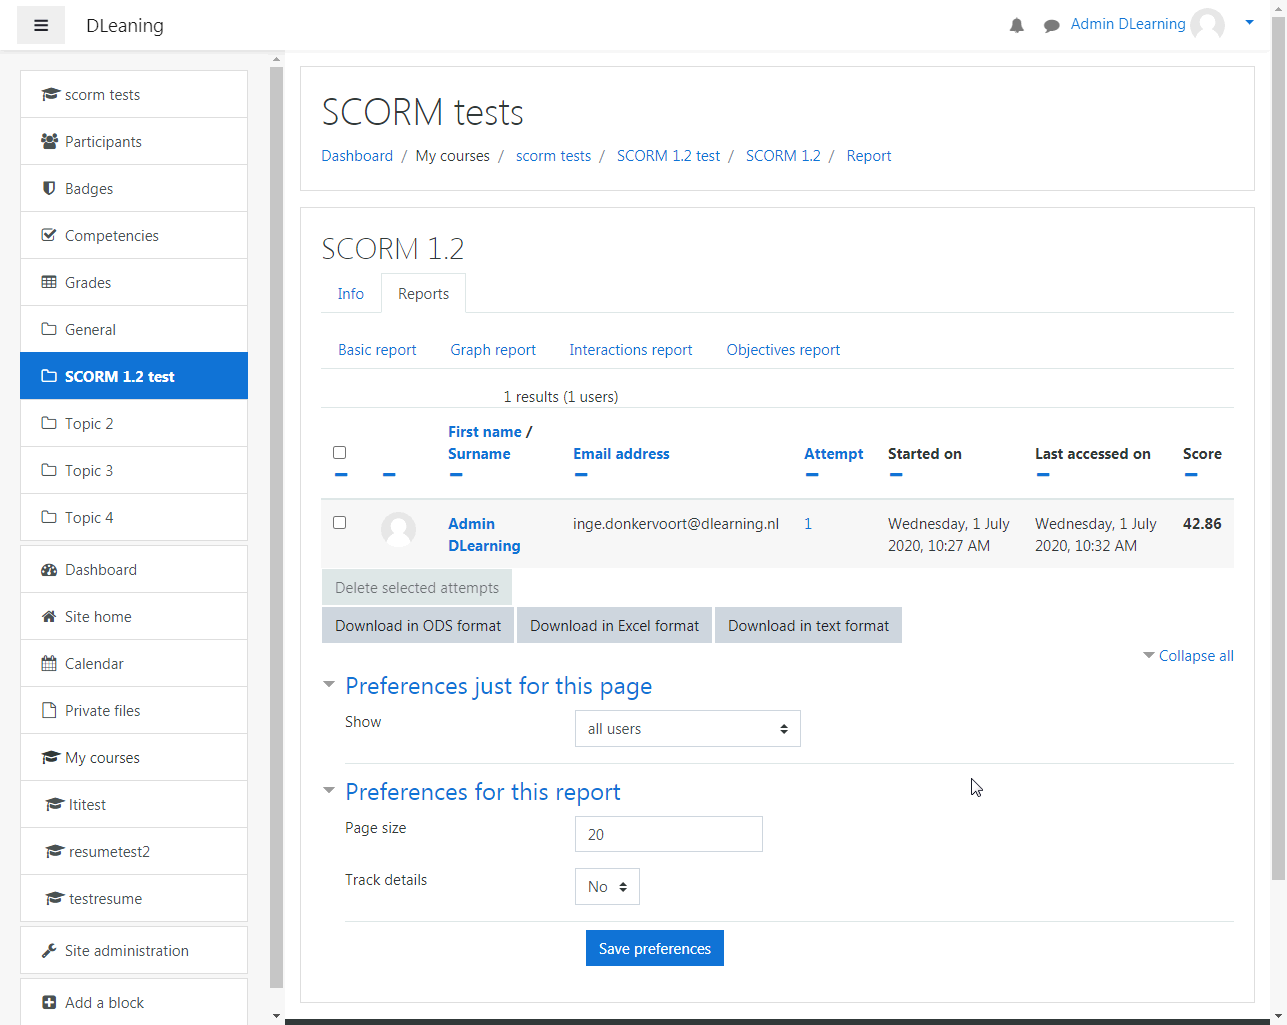 DLeaning
Admin DLearning
scorm tests
Participants
Badges
Competencies
Grades
General
SCORM 1.2 test
Topic 2
Topic 3
Topic 4
Dashboard
Site home
Calendar
Private files
My courses
ltitest
resumetest2
testresume
Site administration
Add a block
SCORM tests
Dashboard / My courses / scorm tests / SCORM 1.2 test / SCORM 1.2 / Report
SCORM 1.2
Info Reports
Basic report Graph report Interactions report Objectives report
1 results (1 users)
First name / Surname Email address Attempt Started on Last accessed on Score
Admin inge.donkervoort@dlearning.nl 1 Wednesday, 1 July Wednesday, 1 July 42.86
DLearning 2020, 10:27 AM 2020, 10:32 AM
Delete selected attempts
Download in ODS format Download in Excel format Download in text format
Collapse all
Preferences just for this page
Show all users
Preferences for this report
Page size 20
Track details No
Save preferences